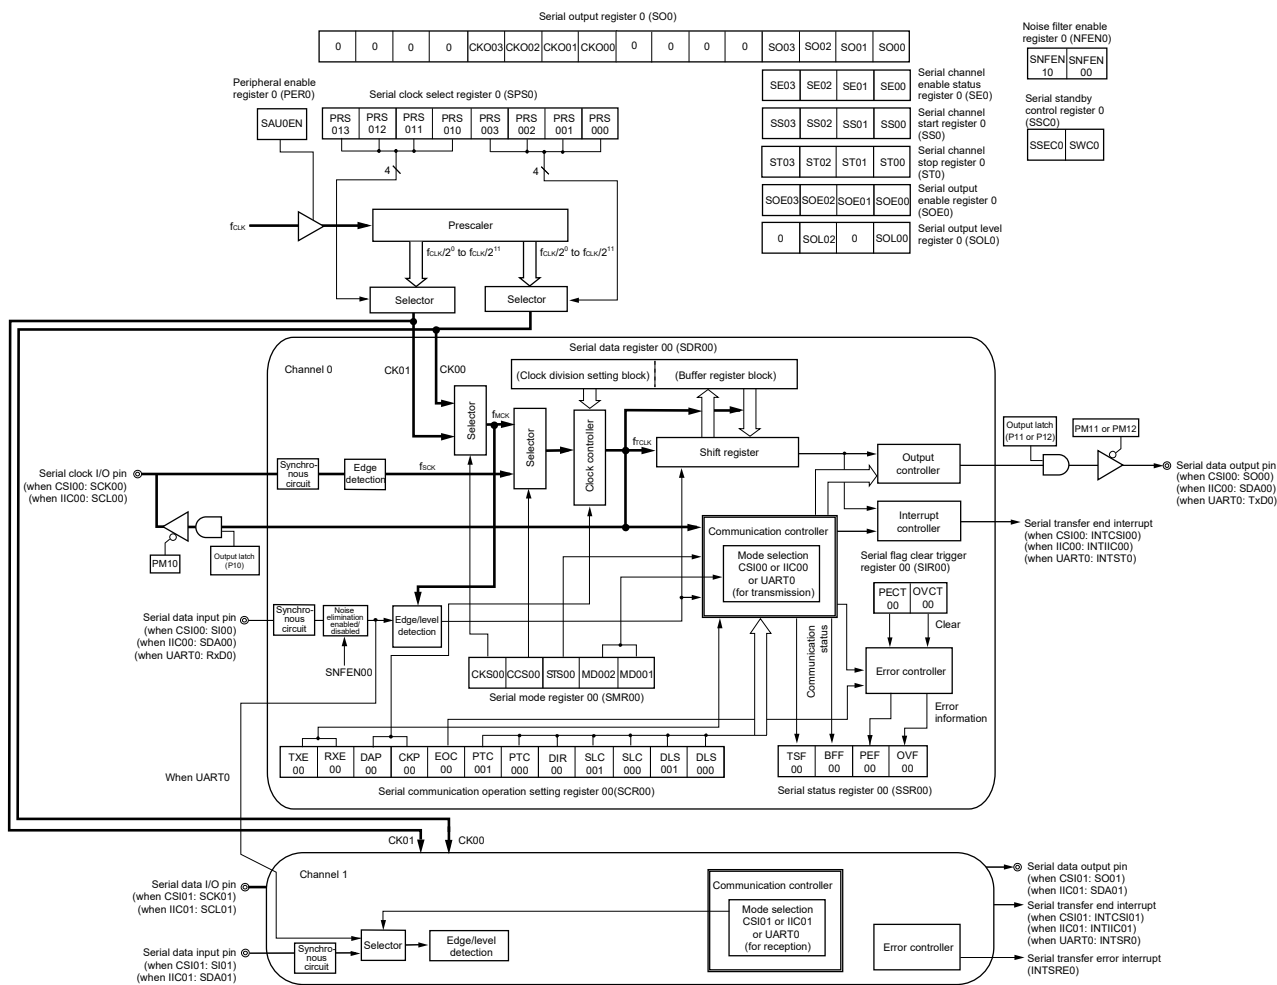 Serial output register 0 (SO0)
0 0 0 0 CKO03 CKO02 CKO01 CKO00 0 0 0 0 SO03 SO02 SO01 SO00
Noise filter enable
register 0 (NFEN0)
SNFEN
10
SNFEN
00
Peripheral enable
register 0 (PER0)
SAU0EN
Serial clock select register 0 (SPS0)
PRS
013
PRS
012
PRS
011
PRS
010
PRS
003
PRS
002
PRS
001
PRS
000
SE03 SE02 SE01 SE00
Serial channel
enable status
register 0 (SE0)
SS03 SS02 SS01 SS00
Serial channel
start register 0
(SS0)
ST03 ST02 ST01 ST00
Serial channel
stop register 0
(ST0)
SOE03 SOE02 SOE01 SOE00
Serial output
enable register 0
(SOE0)
0 SOL02 0 SOL00
Serial output level
register 0 (SOL0)
Serial standby
control register 0
(SSC0)
SSEC0 SWC0
4
4
fCLK
Prescaler
fCLK/2⁰ to fCLK/2¹¹
fCLK/2⁰ to fCLK/2¹¹
Selector
Selector
Channel 0
CK01
CK00
Serial data register 00 (SDR00)
(Clock division setting block)
(Buffer register block)
Selector
fMCK
Selector
Clock controller
fTCLK
Shift register
Output
controller
Output latch
(P11 or P12)
PM11 or PM12
Serial data output pin
(when CSI00: SO00)
(when IIC00: SDA00)
(when UART0: TxD0)
Serial clock I/O pin
(when CSI00: SCK00)
(when IIC00: SCL00)
Synchro-
nous
circuit
Edge
detection
fSCK
PM10
Output latch
(P10)
Communication controller
Mode selection
CSI00 or IIC00
or UART0
(for transmission)
Interrupt
controller
Serial transfer end interrupt
(when CSI00: INTCSI00)
(when IIC00: INTIIC00)
(when UART0: INTST0)
Serial flag clear trigger
register 00 (SIR00)
PECT
00
OVCT
00
Clear
Serial data input pin
(when CSI00: SI00)
(when IIC00: SDA00)
(when UART0: RxD0)
Synchro-
nous
circuit
Noise
elimination
enabled/
disabled
SNFEN00
Edge/level
detection
CKS00 CCS00 STS00 MD002 MD001
Serial mode register 00 (SMR00)
Communication
status
Error controller
Error
information
TXE
00
RXE
00
DAP
00
CKP
00
EOC
00
PTC
001
PTC
000
DIR
00
SLC
001
SLC
000
DLS
001
DLS
000
Serial communication operation setting register 00(SCR00)
TSF
00
BFF
00
PEF
00
OVF
00
Serial status register 00 (SSR00)
When UART0
CK01
CK00
Channel 1
Serial data I/O pin
(when CSI01: SCK01)
(when IIC01: SCL01)
Serial data input pin
(when CSI01: SI01)
(when IIC01: SDA01)
Synchro-
nous
circuit
Selector
Edge/level
detection
Communication controller
Mode selection
CSI01 or IIC01
or UART0
(for reception)
Error controller
Serial data output pin
(when CSI01: SO01)
(when IIC01: SDA01)
Serial transfer end interrupt
(when CSI01: INTCSI01)
(when IIC01: INTIIC01)
(when UART0: INTSR0)
Serial transfer error interrupt
(INTSRE0)